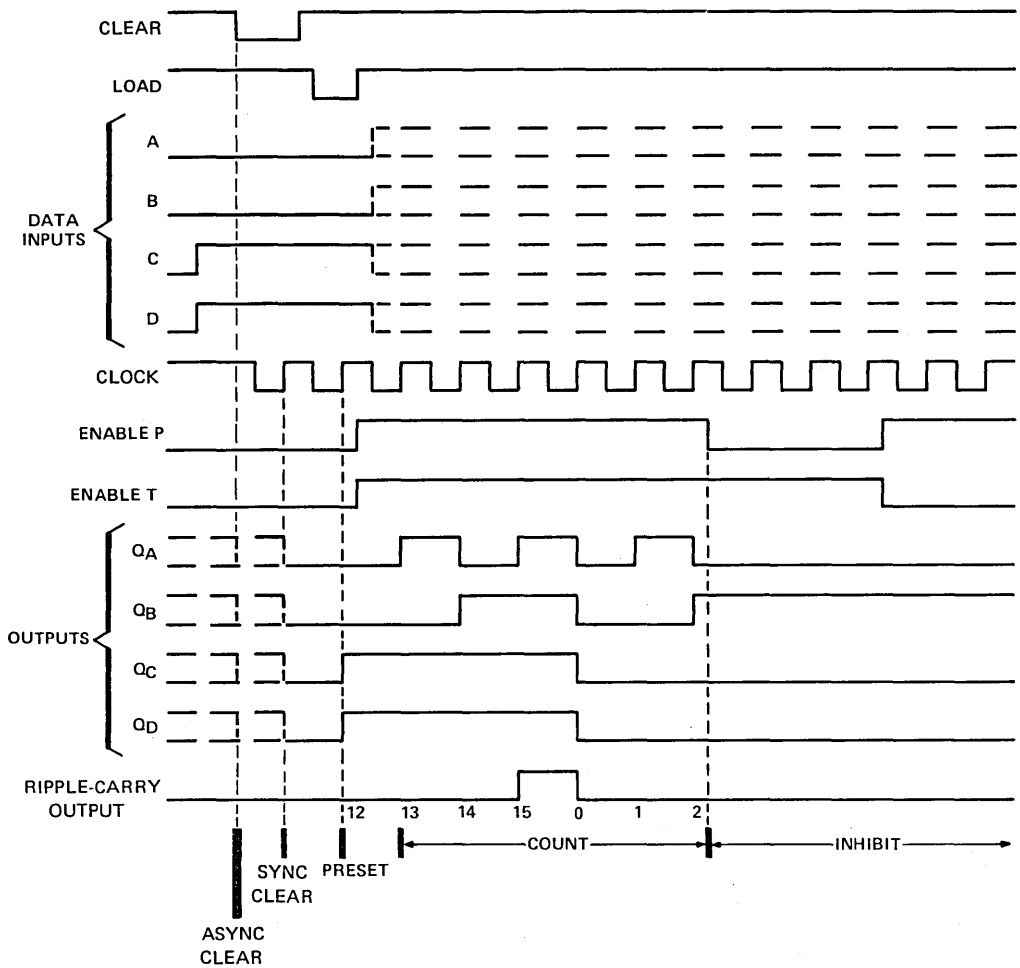 CLEAR
LOAD
DATA
INPUTS
A
B
C
D
CLOCK
ENABLE P
ENABLE T
OUTPUTS
QA
QB
QC
QD
RIPPLE-CARRY
OUTPUT
12 13 14 15 0 1 2
SYNC
CLEAR
PRESET
COUNT
INHIBIT
ASYNC
CLEAR